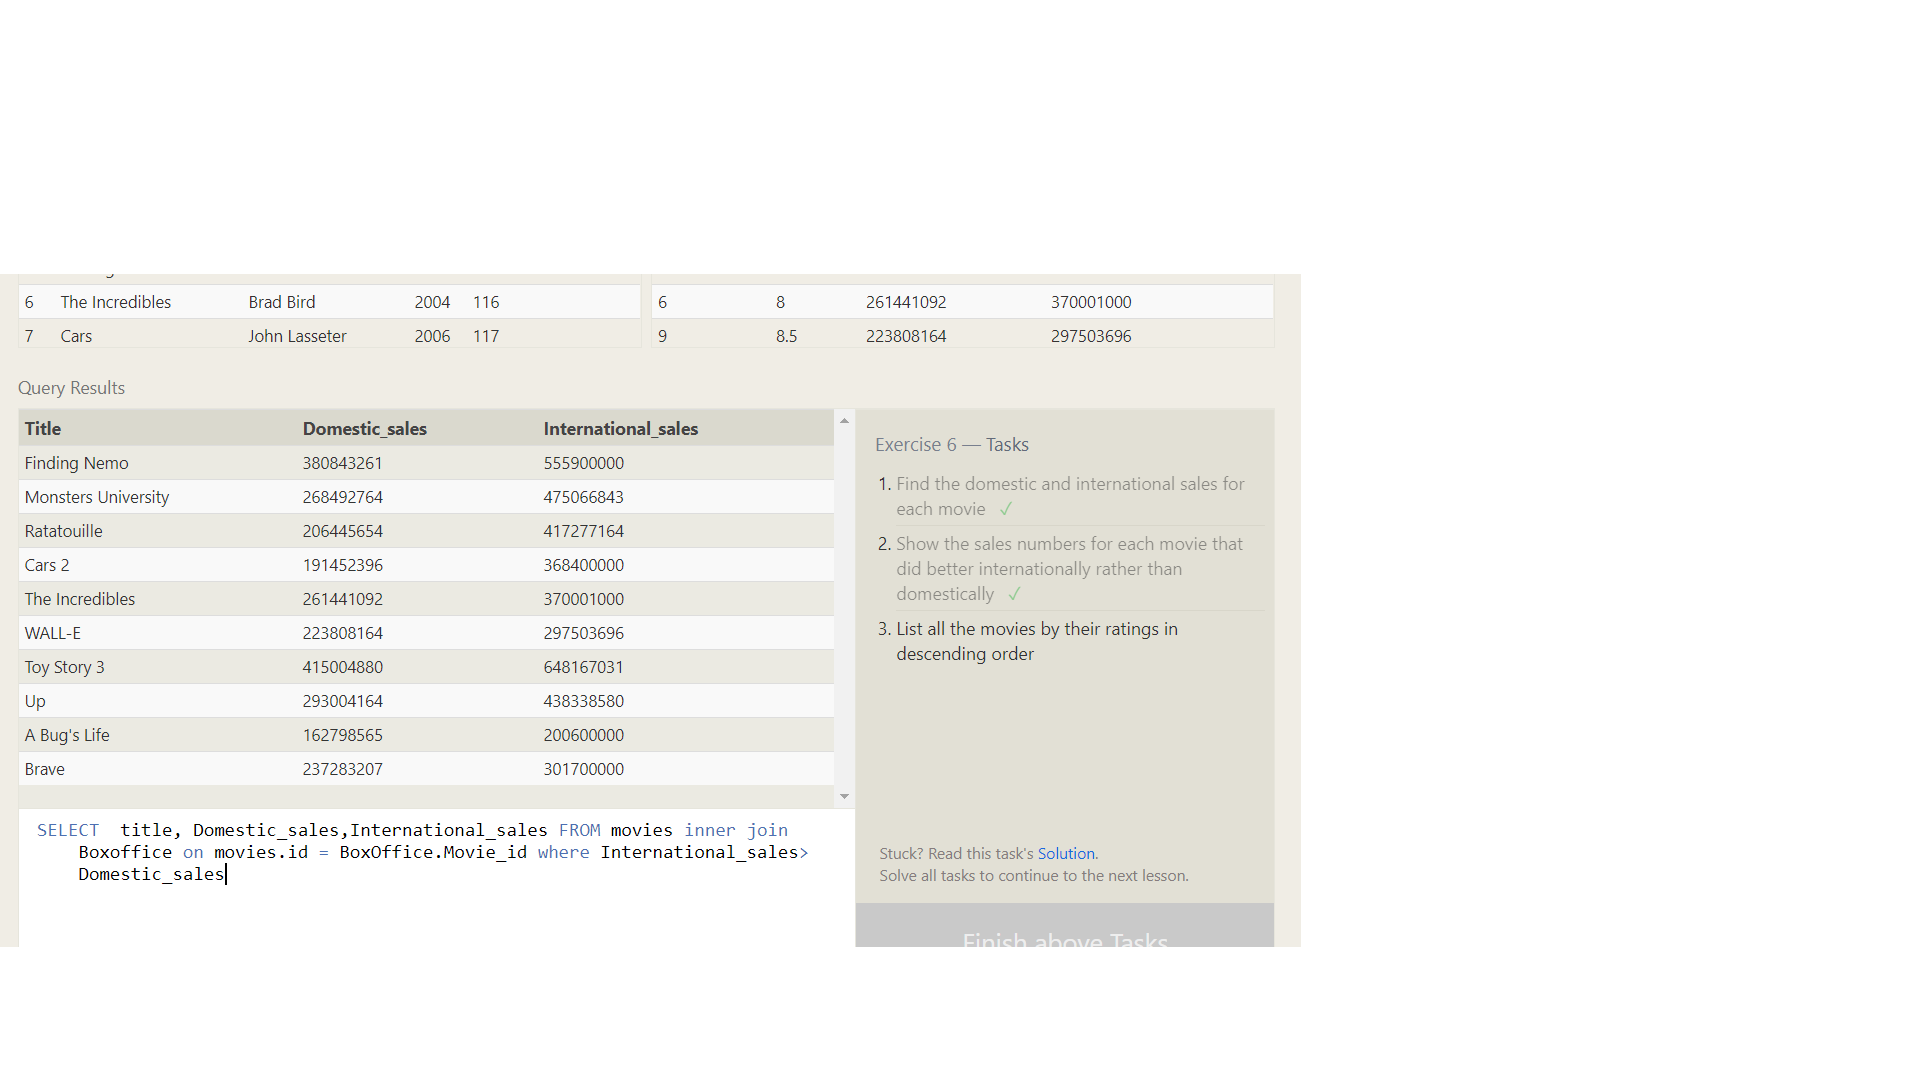 6 The Incredibles Brad Bird 2004 116 6 8 261441092 370001000
7 Cars John Lasseter 2006 117 9 8.5 223808164 297503696
Query Results
Title Domestic_sales International_sales
Finding Nemo 380843261 555900000
Monsters University 268492764 475066843
Ratatouille 206445654 417277164
Cars 2 191452396 368400000
The Incredibles 261441092 370001000
WALL-E 223808164 297503696
Toy Story 3 415004880 648167031
Up 293004164 438338580
A Bug's Life 162798565 200600000
Brave 237283207 301700000
SELECT title, Domestic_sales,International_sales FROM movies inner join
Boxoffice on movies.id = BoxOffice.Movie_id where International_sales>
Domestic_sales
Exercise 6 — Tasks
1. Find the domestic and international sales for
each movie ✓
2. Show the sales numbers for each movie that
did better internationally rather than
domestically ✓
3. List all the movies by their ratings in
descending order
Stuck? Read this task's Solution.
Solve all tasks to continue to the next lesson.
Finish above Tasks